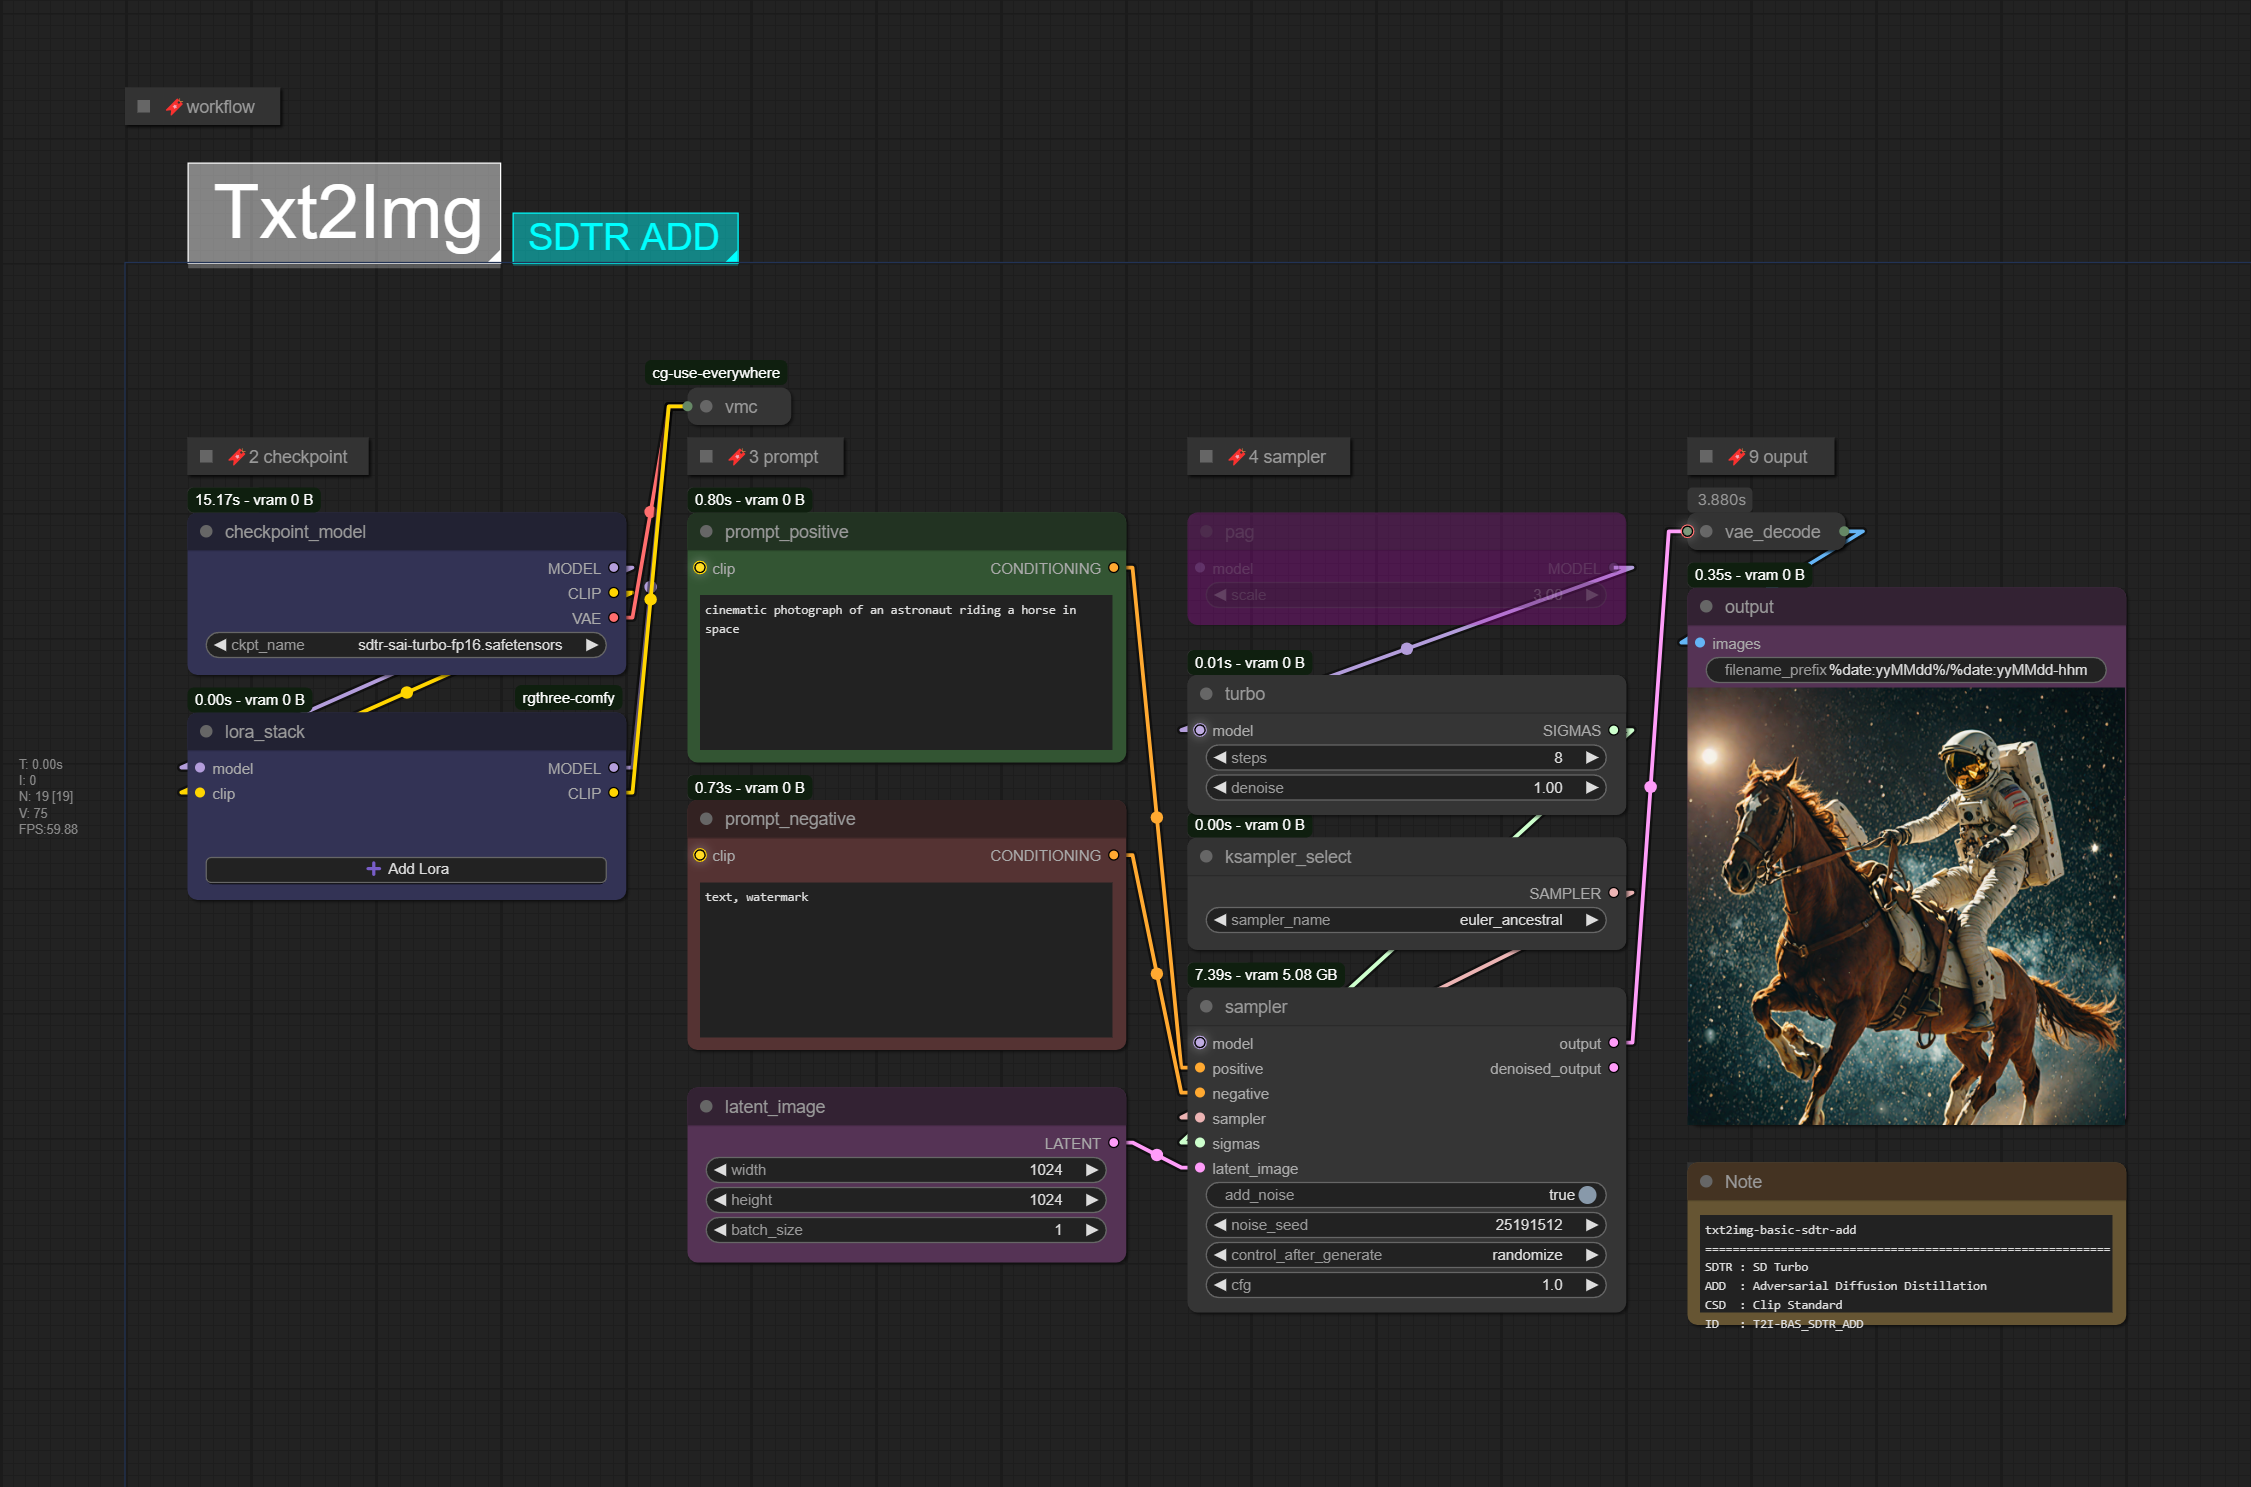 workflow
Txt2Img
SDTR ADD
cg-use-everywhere
vmc
2 checkpoint
15.17s - vram 0 B
checkpoint_model
MODEL
CLIP
VAE
ckpt_name sdtr-sai-turbo-fp16.safetensors
0.00s - vram 0 B
rgthree-comfy
lora_stack
model MODEL
clip CLIP
Add Lora
T: 0.00s
I: 0
N: 19 [19]
V: 75
FPS:59.88
3 prompt
0.80s - vram 0 B
prompt_positive
clip CONDITIONING
cinematic photograph of an astronaut riding a horse in
space
0.73s - vram 0 B
prompt_negative
clip CONDITIONING
text, watermark
latent_image
LATENT
width 1024
height 1024
batch_size 1
4 sampler
pag
model MODEL
scale 3.00
0.01s - vram 0 B
turbo
model SIGMAS
steps 8
denoise 1.00
0.00s - vram 0 B
ksampler_select
SAMPLER
sampler_name euler_ancestral
7.39s - vram 5.08 GB
sampler
model output
positive denoised_output
negative
sampler
sigmas
latent_image
add_noise true
noise_seed 25191512
control_after_generate randomize
cfg 1.0
9 ouput
3.880s
vae_decode
0.35s - vram 0 B
output
images
filename_prefix %date:yyMMdd%/%date:yyMMdd-hhm
Note
txt2img-basic-sdtr-add
===========================================================
SDTR : SD Turbo
ADD : Adversarial Diffusion Distillation
CSD : Clip Standard
ID : T2I-BAS_SDTR_ADD